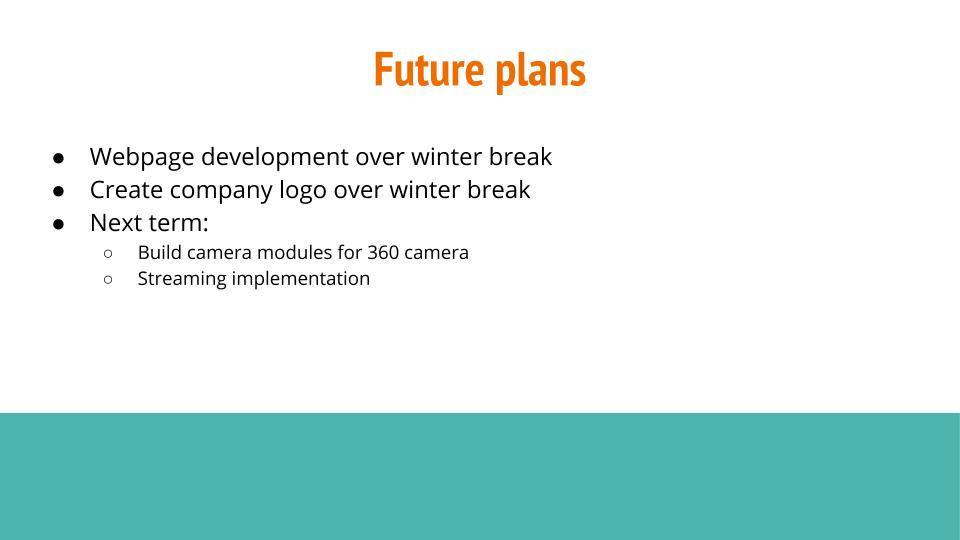 Future plans
● Webpage development over winter break
● Create company logo over winter break
● Next term:
○ Build camera modules for 360 camera
○ Streaming implementation